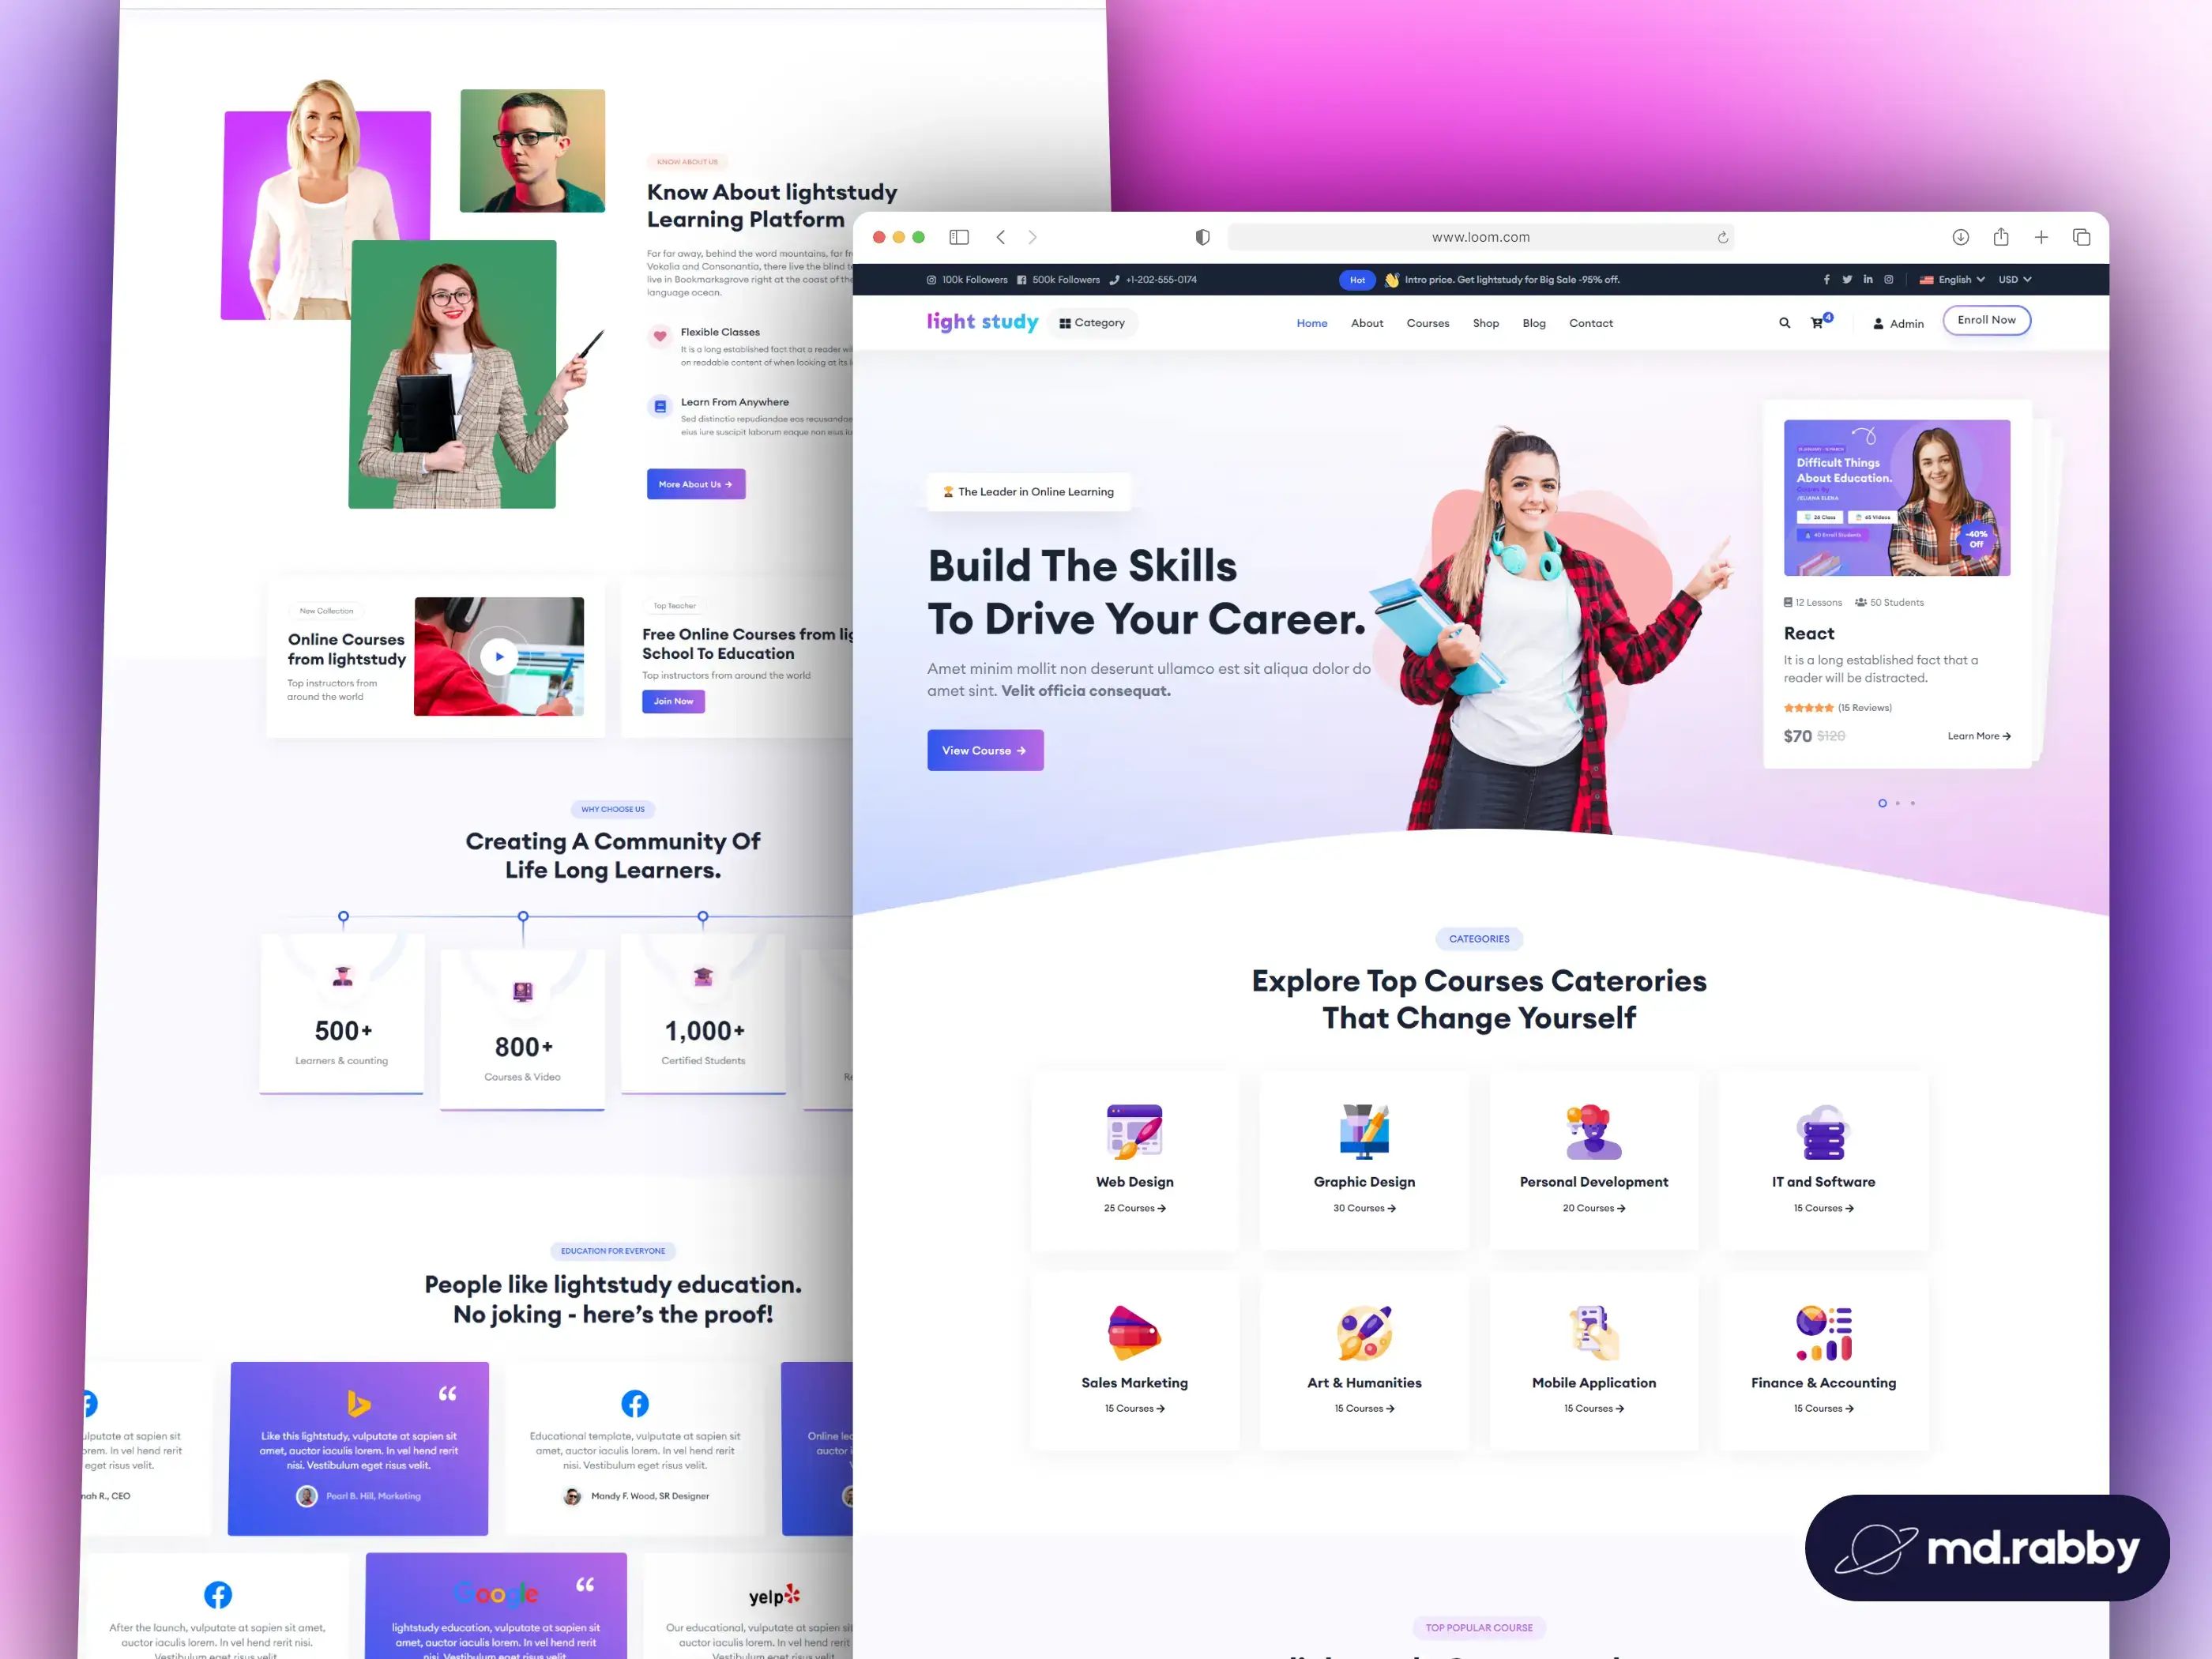 KNOW ABOUT US
Know About lightstudy
Learning Platform
Far far away, behind the word mountains, far
Vokalia and Consonantia, there live the blind
live in Bookmarksgrove right at the coast of the
language ocean.
Flexible Classes
It is a long established fact that a reader
on readable content of when looking at its
Learn From Anywhere
Sed distinctio repudiandae eos recusandae
eius iure suscipit laborum eaque non eius
More About Us →
New Collection
Online Courses
from lightstudy
Top instructors from
around the world
Top Teacher
Free Online Courses from
School To Education
Top instructors from around the world
Join Now
WHY CHOOSE US
Creating A Community Of
Life Long Learners.
500+
Learners & counting
800+
Courses & Video
1,000+
Certified Students
Re
EDUCATION FOR EVERYONE
People like lightstudy education.
No joking - here's the proof!
vulputate at sapien sit
lorem. In vel hend rerit
eget risus velit.
nah R., CEO
“
Like this lightstudy, vulputate at sapien sit
amet, auctor iaculis lorem. In vel hend rerit
nisi. Vestibulum eget risus velit.
Pearl B. Hill, Marketing
Educational template, vulputate at sapien sit
amet, auctor iaculis lorem. In vel hend rerit
nisi. Vestibulum eget risus velit.
Mandy F. Wood, SR Designer
Online
auctor
After the launch, vulputate at sapien sit amet,
auctor iaculis lorem. In vel hend rerit nisi.
Vestibulum eget risus velit
Google “
lightstudy education, vulputate at sapien sit
amet, auctor iaculis lorem. In vel hend rerit
nisi. Vestibulum eget risus velit.
yelp
Our educational, vulputate at sapien
auctor iaculis lorem. In vel hend rerit
Vestibulum eget risus velit
www.loom.com
100k Followers 500k Followers +1-202-555-0174
Hot Intro price. Get lightstudy for Big Sale -95% off.
English USD
light study Category
Home About Courses Shop Blog Contact
4 Admin Enroll Now
The Leader in Online Learning
Build The Skills
To Drive Your Career.
Amet minim mollit non deserunt ullamco est sit aliqua dolor do
amet sint. Velit officia consequat.
View Course →
Difficult Things
About Education.
/ELIANA ELENA
26 Class 65 Videos
40 Enroll Students
-40%
Off
12 Lessons 50 Students
React
It is a long established fact that a
reader will be distracted.
(15 Reviews)
$70 $120 Learn More →
CATEGORIES
Explore Top Courses Caterories
That Change Yourself
Web Design
25 Courses →
Graphic Design
30 Courses →
Personal Development
20 Courses →
IT and Software
15 Courses →
Sales Marketing
15 Courses →
Art & Humanities
15 Courses →
Mobile Application
15 Courses →
Finance & Accounting
15 Courses →
TOP POPULAR COURSE
md.rabby